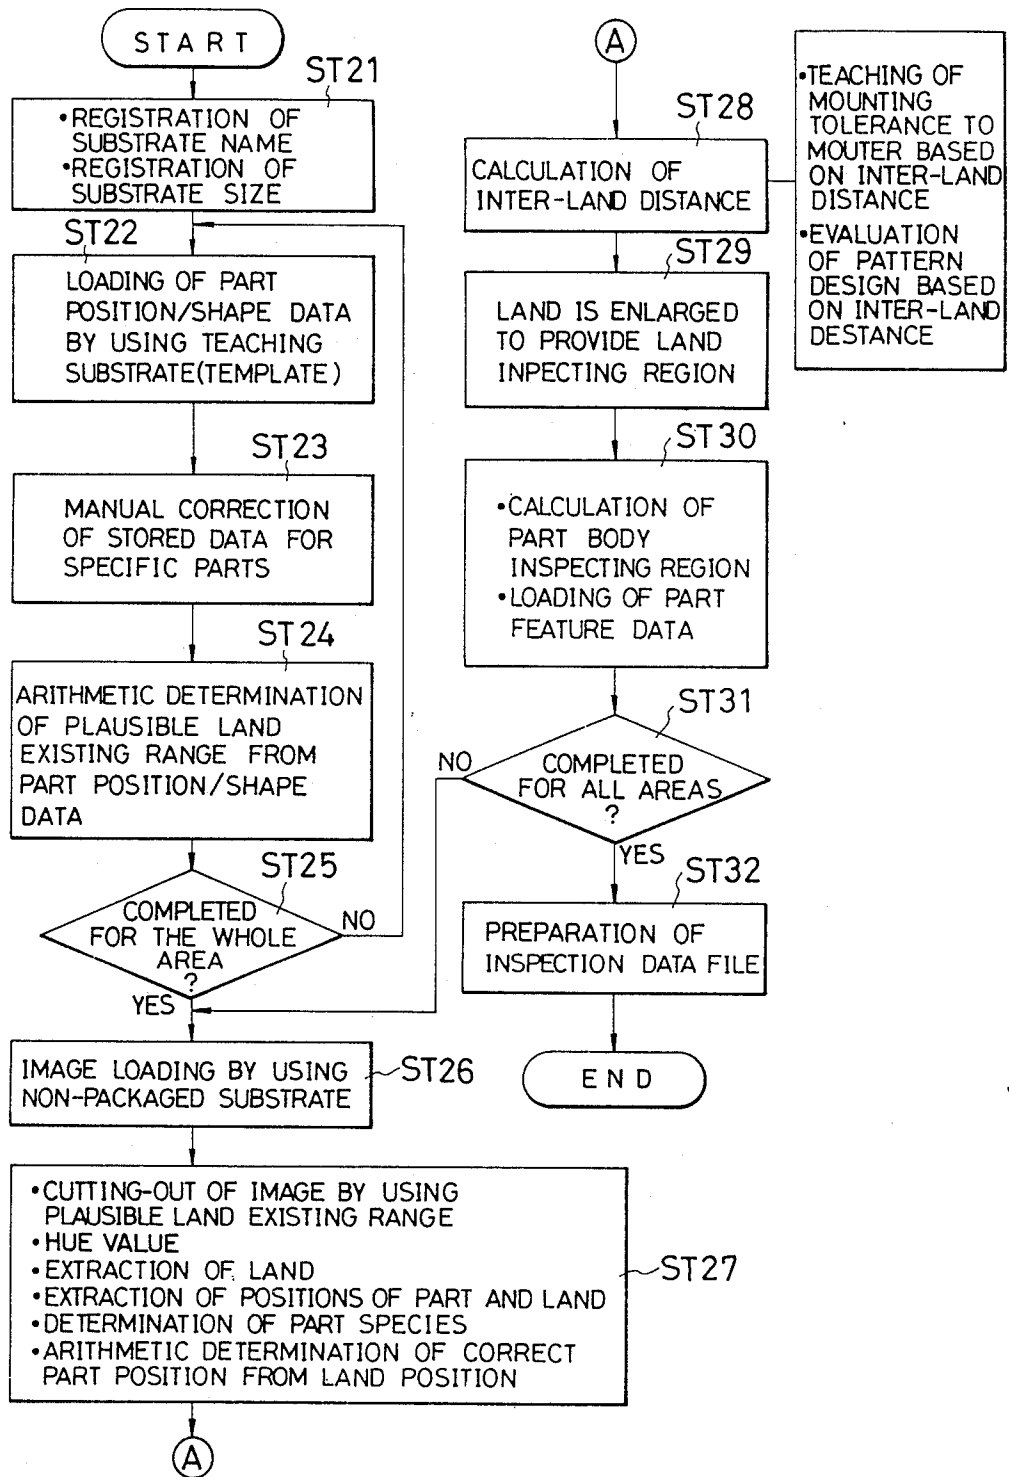 START
ST21
•REGISTRATION OF
SUBSTRATE NAME
•REGISTRATION OF
SUBSTRATE SIZE
ST22
LOADING OF PART
POSITION/SHAPE DATA
BY USING TEACHING
SUBSTRATE(TEMPLATE)
ST23
MANUAL CORRECTION
OF STORED DATA FOR
SPECIFIC PARTS
ST24
ARITHMETIC DETERMINATION
OF PLAUSIBLE LAND
EXISTING RANGE FROM
PART POSITION/SHAPE
DATA
ST25
COMPLETED
FOR THE WHOLE
AREA
?
NO
YES
IMAGE LOADING BY USING
NON-PACKAGED SUBSTRATE
ST26
•CUTTING-OUT OF IMAGE BY USING
PLAUSIBLE LAND EXISTING RANGE
•HUE VALUE
•EXTRACTION OF LAND
•EXTRACTION OF POSITIONS OF PART AND LAND
•DETERMINATION OF PART SPECIES
•ARITHMETIC DETERMINATION OF CORRECT
PART POSITION FROM LAND POSITION
ST27
A
A
ST28
CALCULATION OF
INTER-LAND DISTANCE
•TEACHING OF
MOUNTING
TOLERANCE TO
MOUTER BASED
ON INTER-LAND
DISTANCE
•EVALUATION
OF PATTERN
DESIGN BASED
ON INTER-LAND
DESTANCE
ST29
LAND IS ENLARGED
TO PROVIDE LAND
INPECTING REGION
ST30
•CALCULATION OF
PART BODY
INSPECTING REGION
•LOADING OF PART
FEATURE DATA
ST31
COMPLETED
FOR ALL AREAS
?
NO
YES
ST32
PREPARATION OF
INSPECTION DATA FILE
END